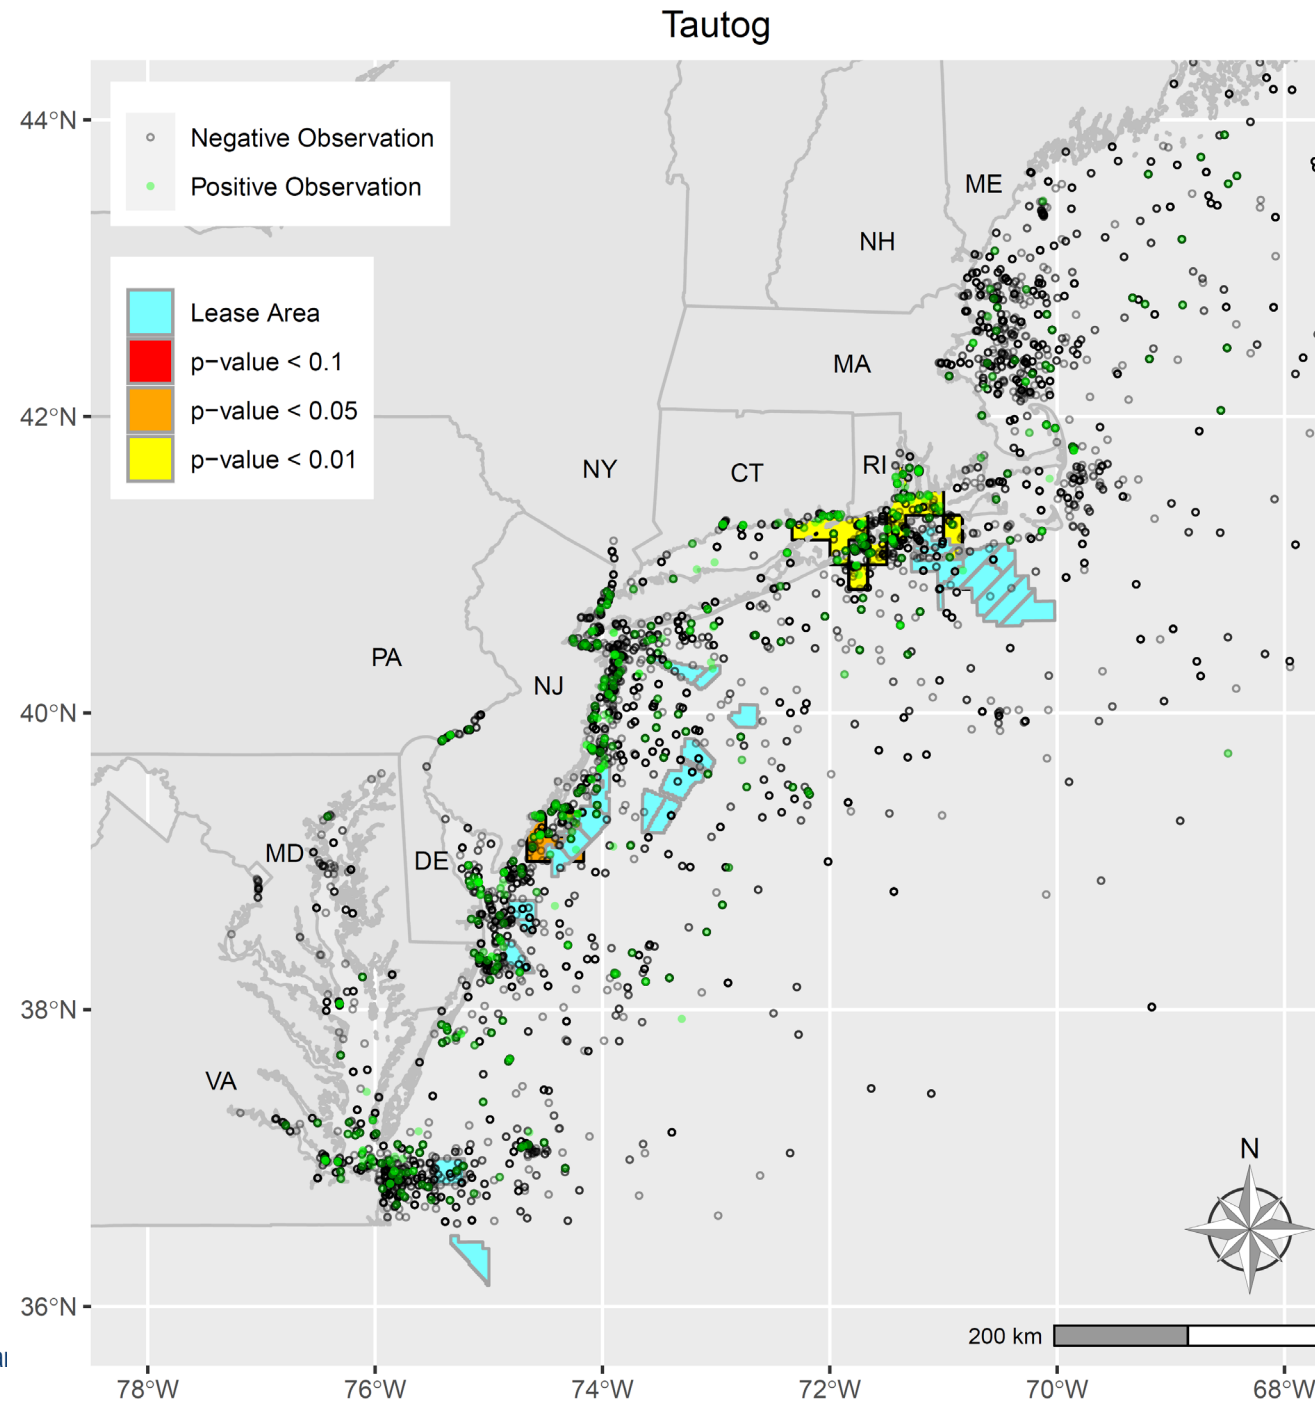 Tautog
44°N
42°N
40°N
38°N
36°N
Negative Observation
Positive Observation
Lease Area
p−value < 0.1
p−value < 0.05
p−value < 0.01
ME
NH
MA
NY
CT
RI
PA
NJ
MD
DE
VA
N
200 km
78°W
76°W
74°W
72°W
70°W
68°W